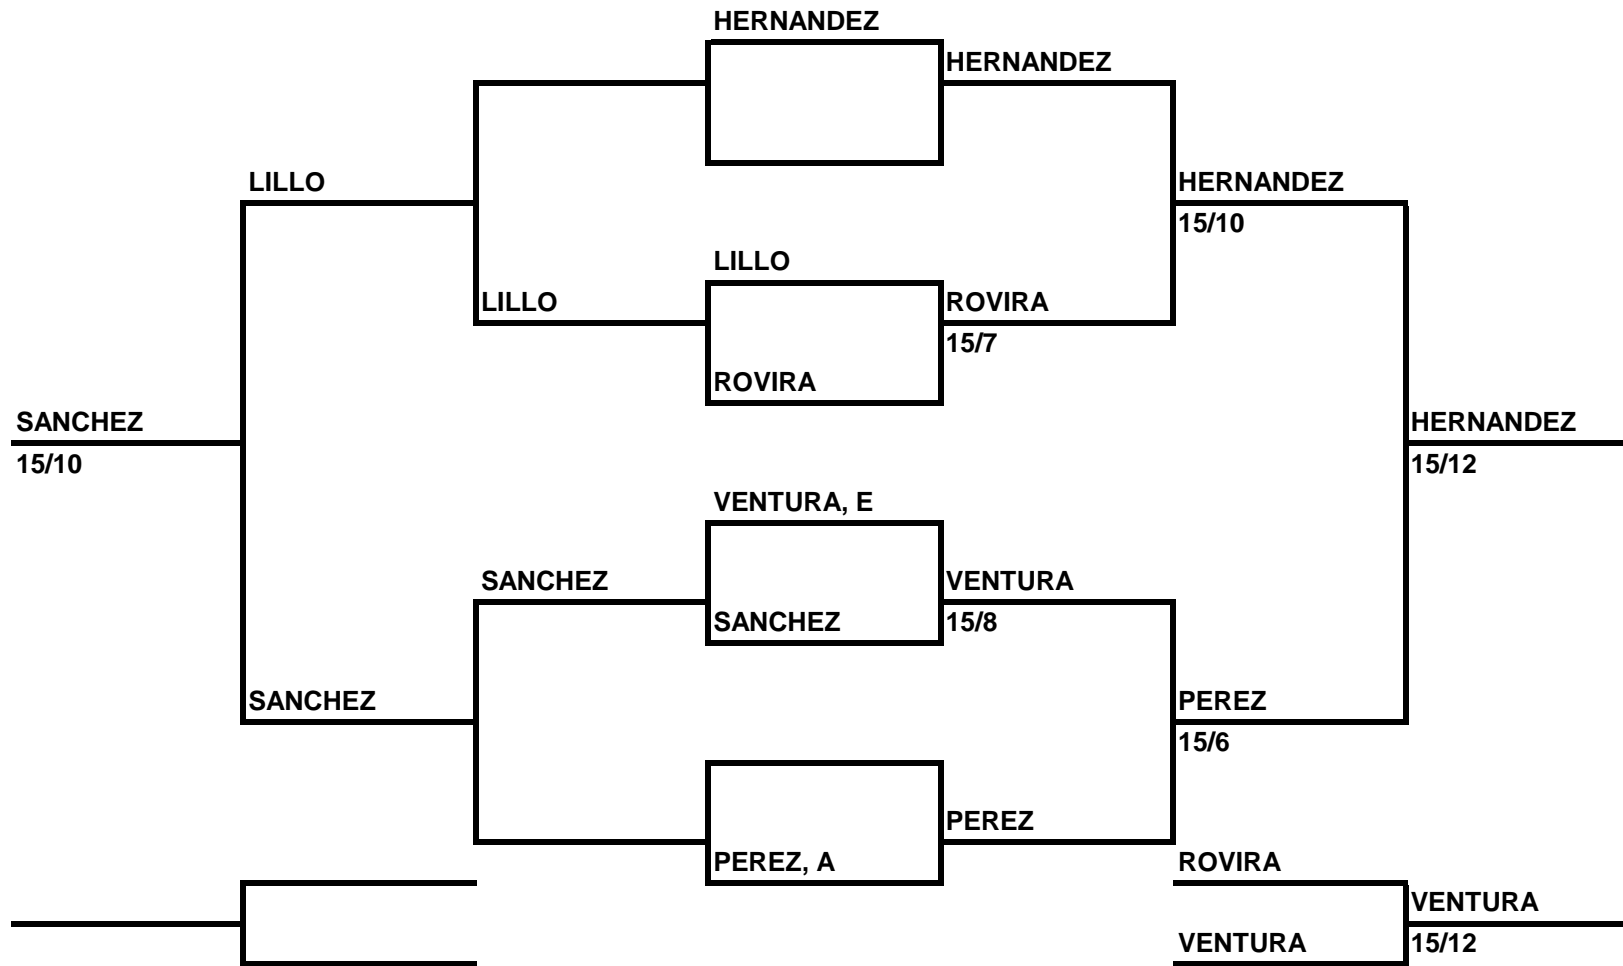 HERNANDEZ
HERNANDEZ
LILLO
HERNANDEZ
15/10
LILLO
LILLO
ROVIRA
15/7
ROVIRA
SANCHEZ
HERNANDEZ
15/10
15/12
VENTURA, E
SANCHEZ
VENTURA
SANCHEZ
15/8
SANCHEZ
PEREZ
15/6
PEREZ
PEREZ, A
ROVIRA
VENTURA
VENTURA
15/12